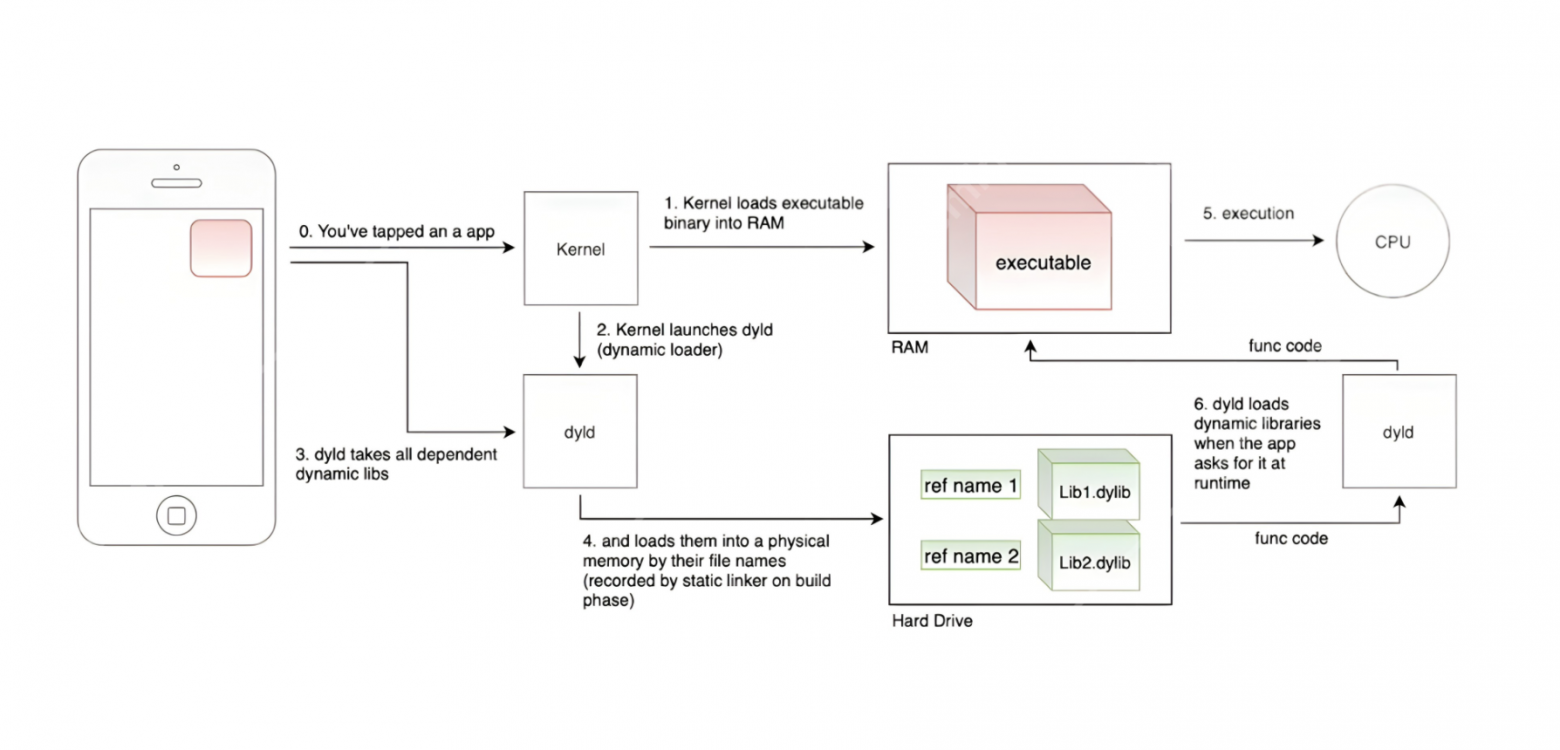 0. You've tapped an a app
Kernel
1. Kernel loads executable
binary into RAM
executable
RAM
5. execution
CPU
2. Kernel launches dyld
(dynamic loader)
dyld
3. dyld takes all dependent
dynamic libs
4. and loads them into a physical
memory by their file names
(recorded by static linker on build
phase)
ref name 1
Lib1.dylib
ref name 2
Lib2.dylib
Hard Drive
func code
6. dyld loads
dynamic libraries
when the app
asks for it at
runtime
dyld
func code